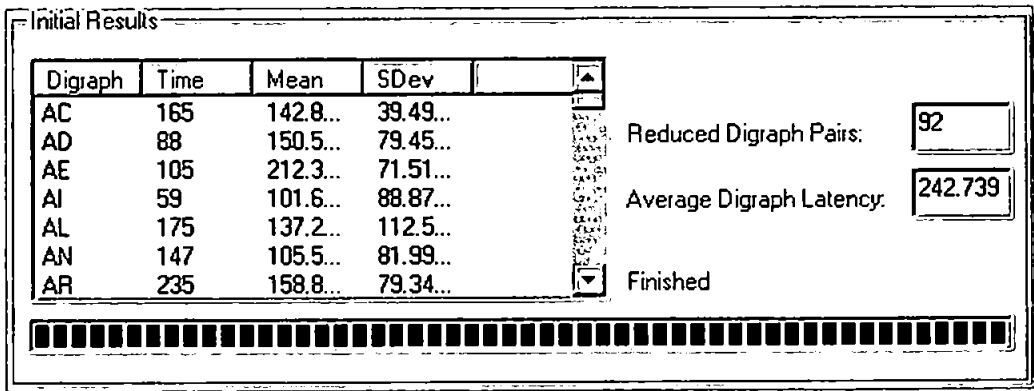 Initial Results
Digraph Time Mean SDev
AC 165 142.8... 39.49...
AD 88 150.5... 79.45...
AE 105 212.3... 71.51...
AI 59 101.6... 88.87...
AL 175 137.2... 112.5...
AN 147 105.5... 81.99...
AR 235 158.8... 79.34...
Reduced Digraph Pairs: 92
Average Digraph Latency: 242.739
Finished